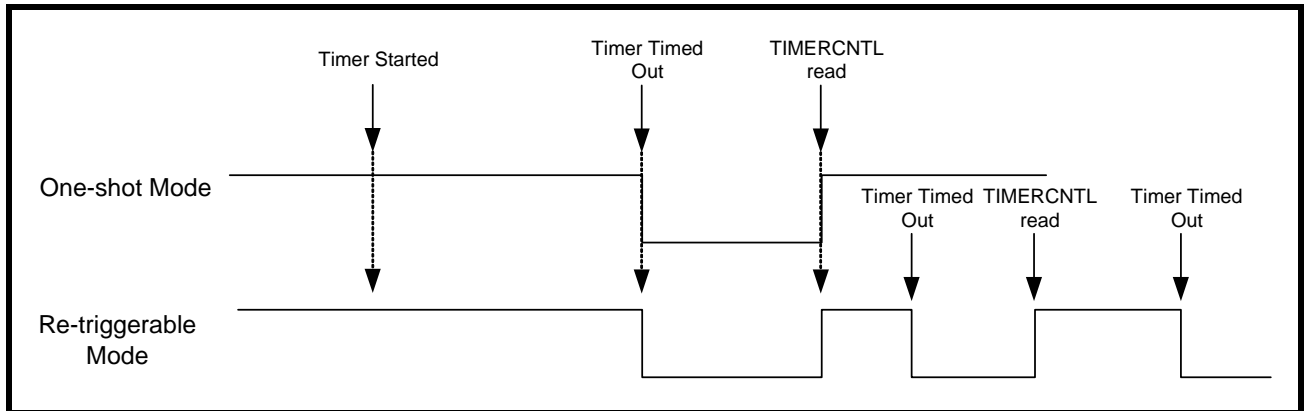 Timer Started
Timer Timed
Out
TIMERCNTL
read
One-shot Mode
Timer Timed
Out
TIMERCNTL
read
Timer Timed
Out
Re-triggerable
Mode